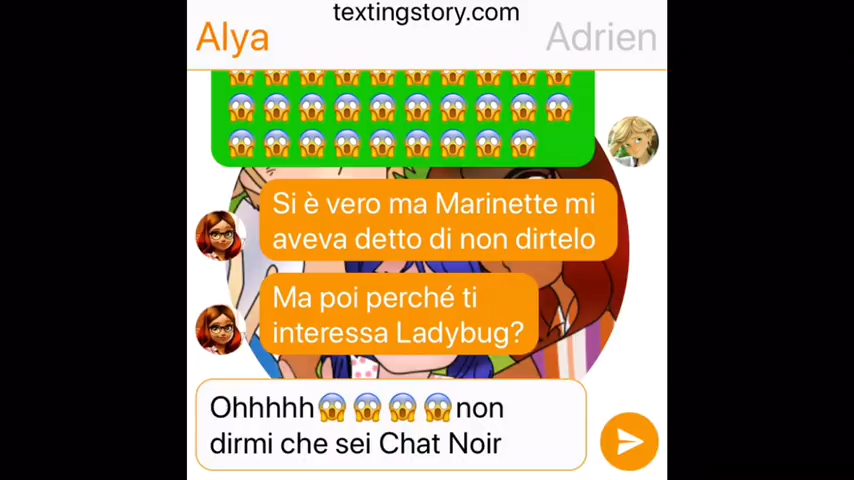 textingstory.com
Alya
Adrien
😱😱😱😱😱😱😱😱😱😱
😱😱😱😱😱😱😱😱😱😱
😱😱😱😱😱😱😱😱😱
Si è vero ma Marinette mi
aveva detto di non dirtelo
Ma poi perché ti
interessa Ladybug?
Ohhhhh😱😱😱😱non
dirmi che sei Chat Noir